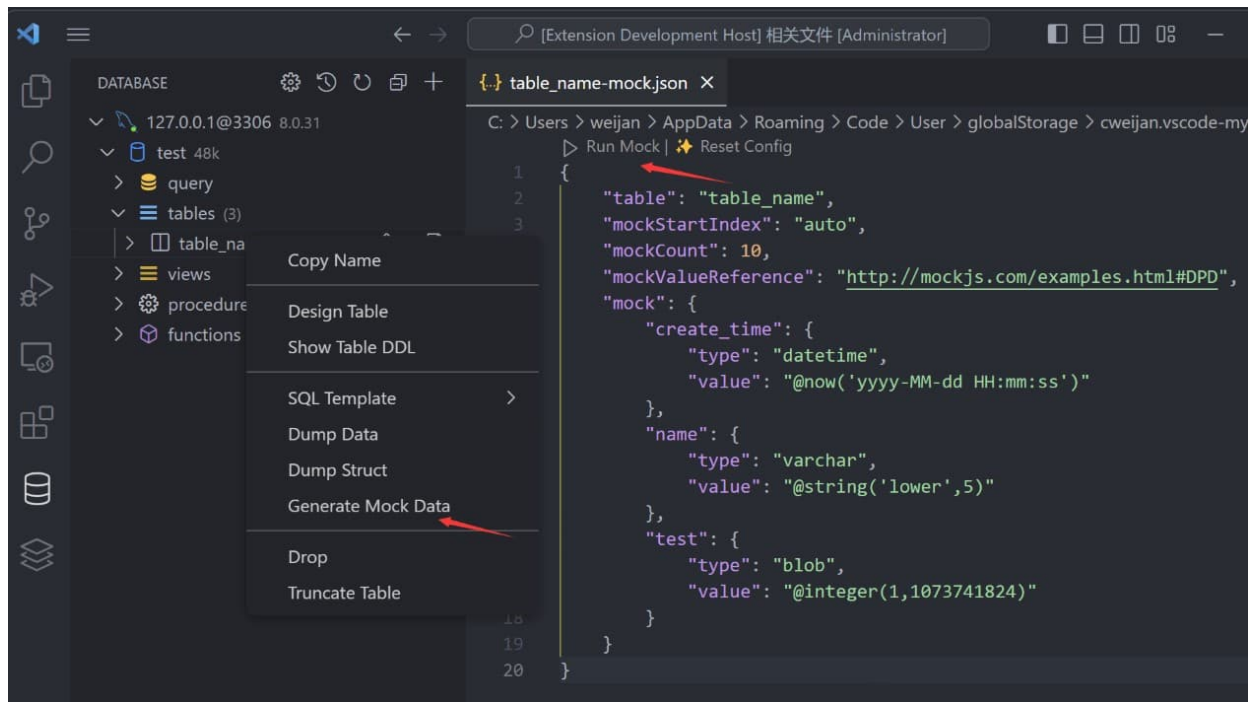 [Extension Development Host] 相关文件 [Administrator]
DATABASE
127.0.0.1@3306 8.0.31
test 48k
query
tables (3)
table_na
views
procedure
functions
Copy Name
Design Table
Show Table DDL
SQL Template
Dump Data
Dump Struct
Generate Mock Data
Drop
Truncate Table
{..} table_name-mock.json
C: > Users > weijan > AppData > Roaming > Code > User > globalStorage > cweijan.vscode-my
Run Mock | Reset Config
1 {
2 "table": "table_name",
3 "mockStartIndex": "auto",
"mockCount": 10,
"mockValueReference": "http://mockjs.com/examples.html#DPD",
"mock": {
"create_time": {
"type": "datetime",
"value": "@now('yyyy-MM-dd HH:mm:ss')"
},
"name": {
"type": "varchar",
"value": "@string('lower',5)"
},
"test": {
"type": "blob",
"value": "@integer(1,1073741824)"
18 }
19 }
20 }